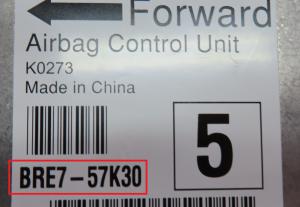 Forward
Airbag Control Unit
K0273
Made in China
5
BRE7-57K30